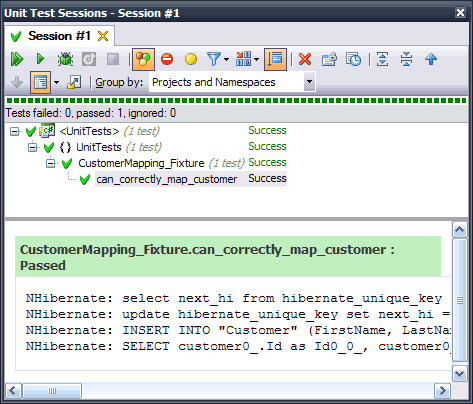 Unit Test Sessions - Session #1
Session #1
Group by: Projects and Namespaces
Tests failed: 0, passed: 1, ignored: 0
<UnitTests> (1 test) Success
{} UnitTests (1 test) Success
CustomerMapping_Fixture (1 test) Success
can_correctly_map_customer Success
CustomerMapping_Fixture.can_correctly_map_customer :
Passed
NHibernate: select next_hi from hibernate_unique_key
NHibernate: update hibernate_unique_key set next_hi =
NHibernate: INSERT INTO "Customer" (FirstName, LastNa
NHibernate: SELECT customer0_.Id as Id0_0_, customer0_